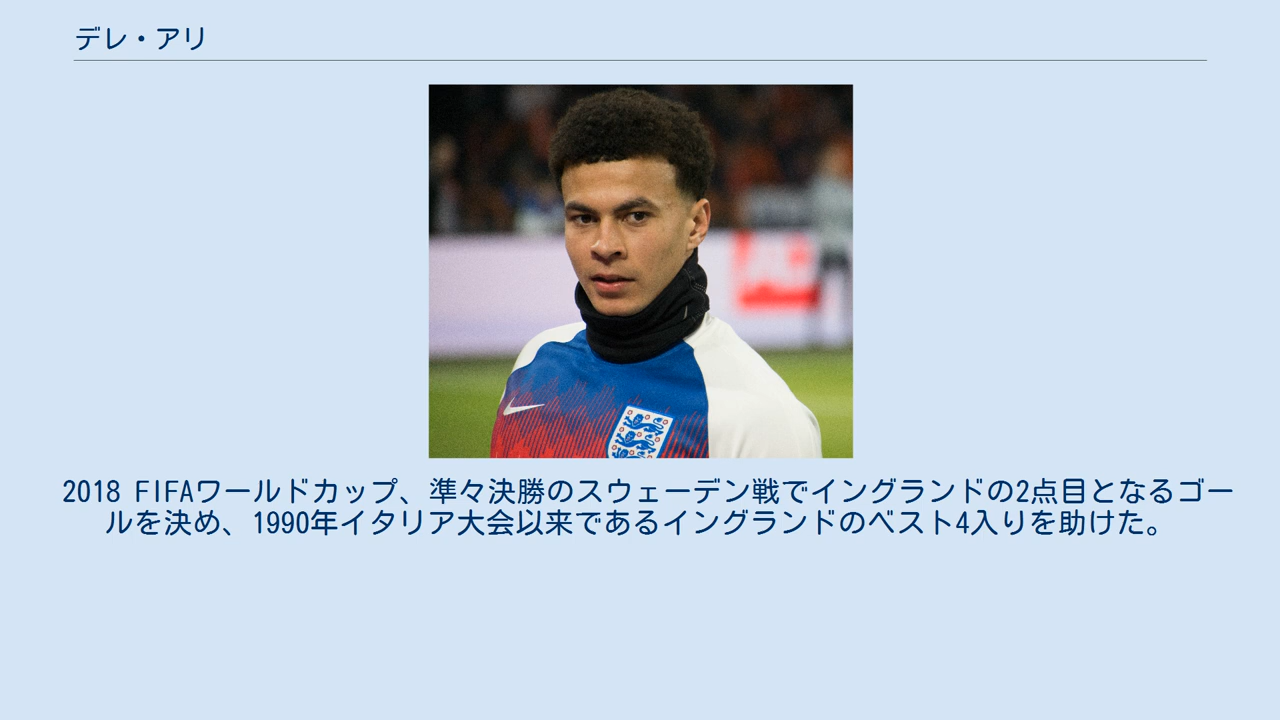 デレ・アリ
2018 FIFAワールドカップ、準々決勝のスウェーデン戦でイングランドの2点目となるゴー
ルを決め、1990年イタリア大会以来であるイングランドのベスト4入りを助けた。